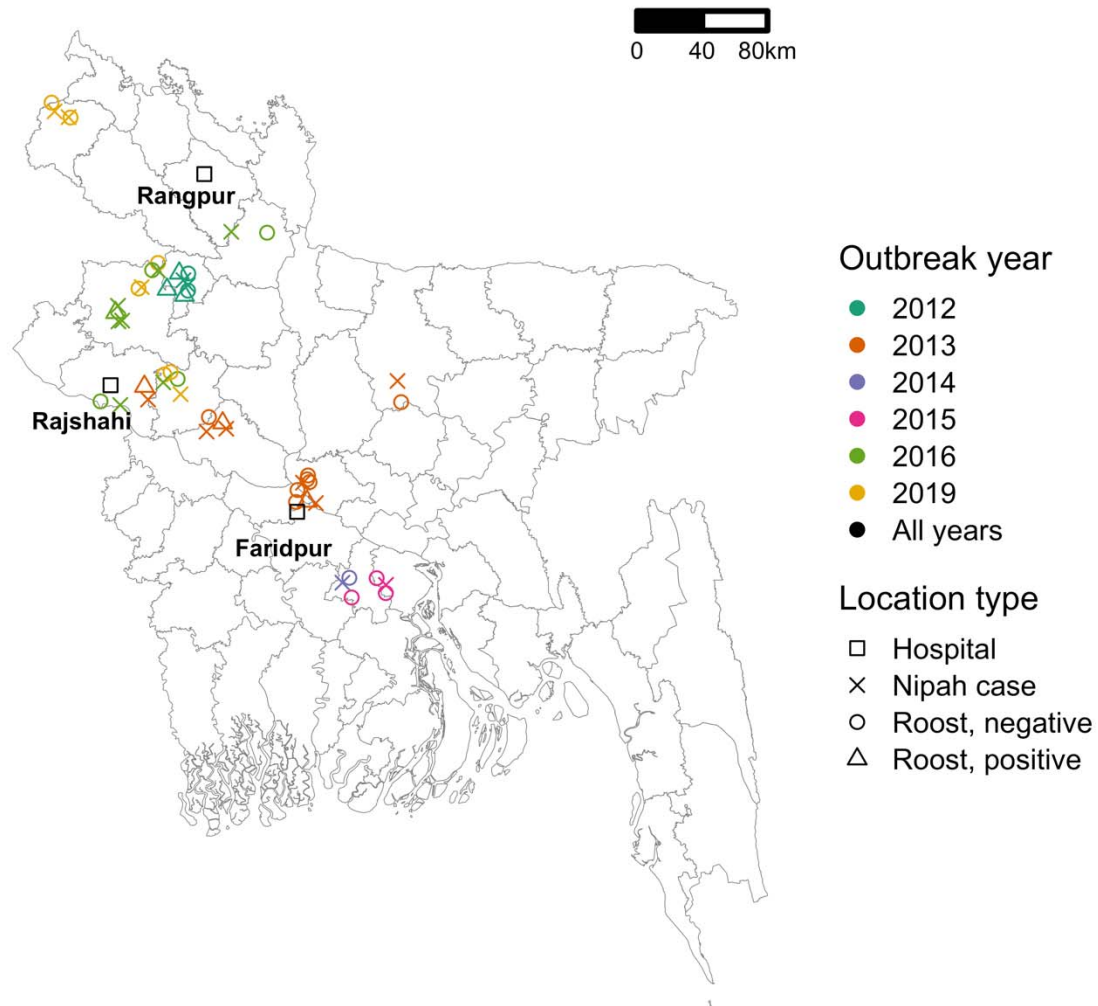 0 40 80km
Rangpur
Rajshahi
Faridpur
Outbreak year
2012
2013
2014
2015
2016
2019
All years
Location type
Hospital
Nipah case
Roost, negative
Roost, positive